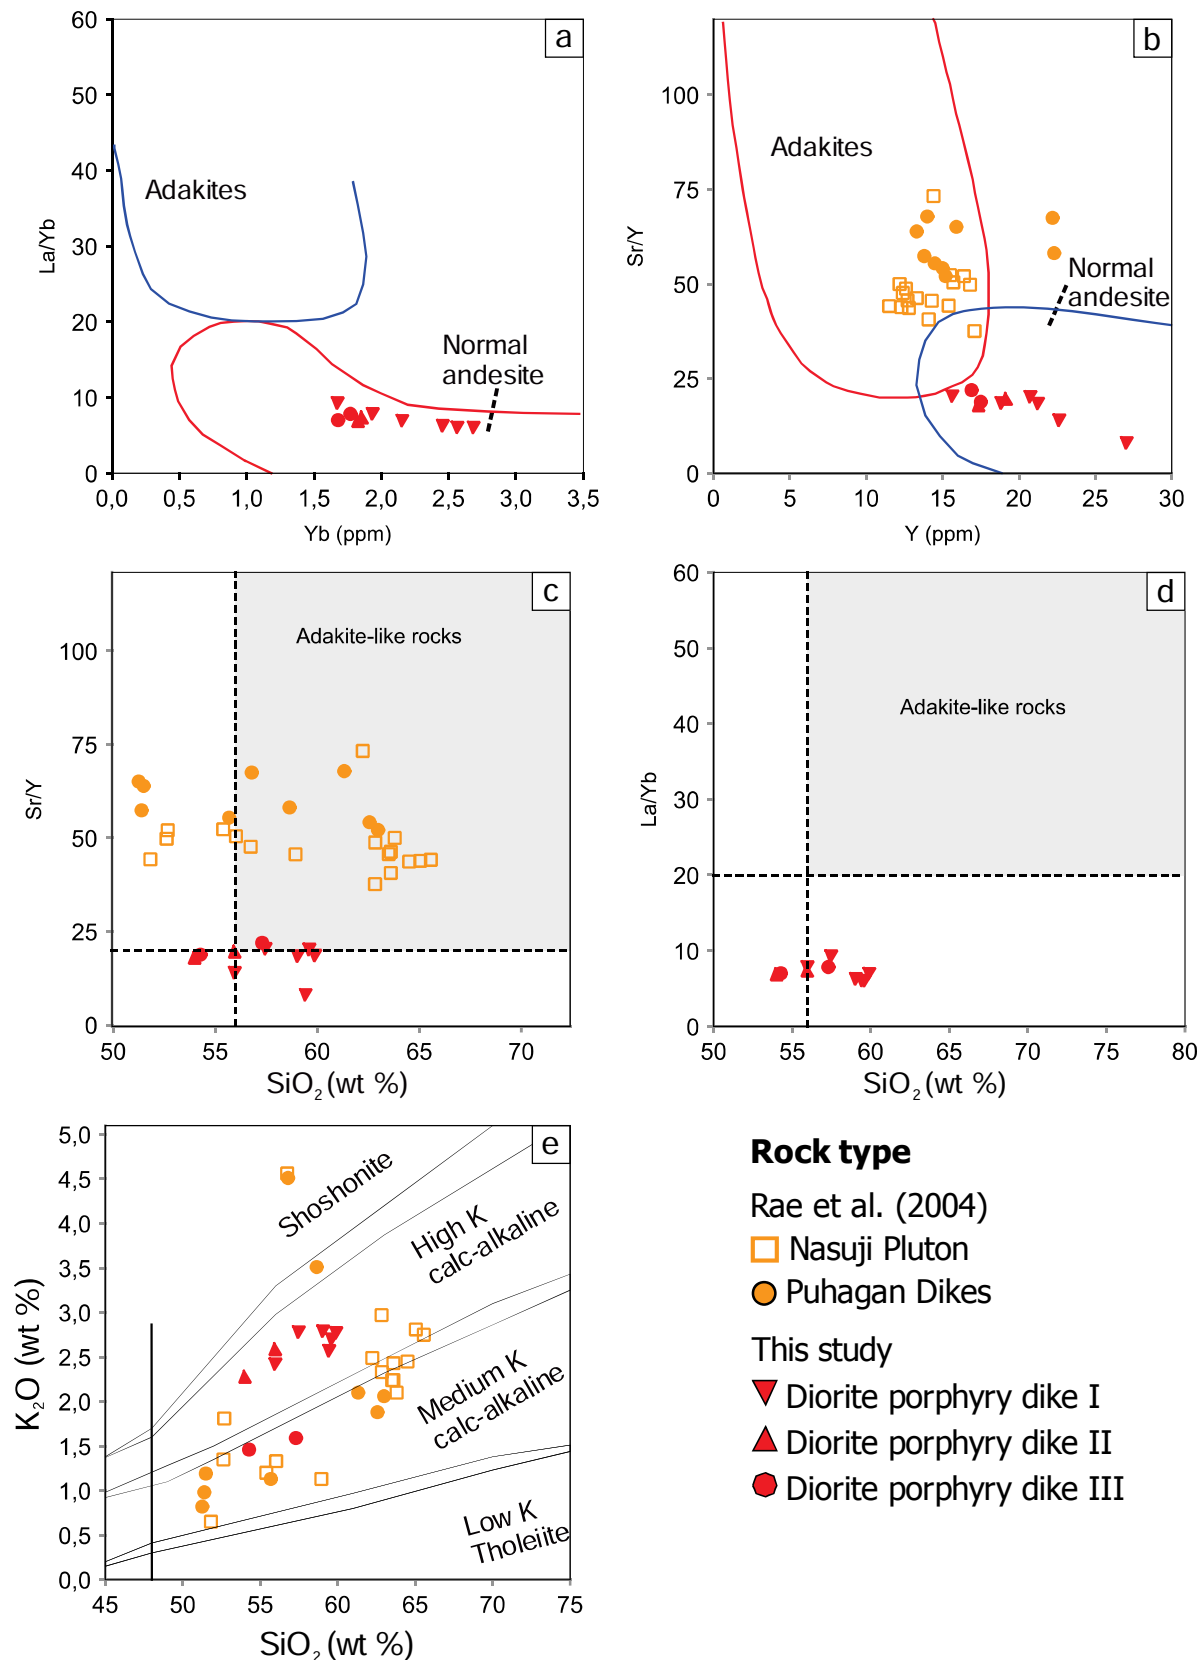 a
60
50
40
30
20
10
0
La/Yb
Adakites
Normal
andesite
0,0
0,5
1,0
1,5
2,0
2,5
3,0
3,5
Yb (ppm)
b
100
75
50
25
0
Sr/Y
Adakites
Normal
andesite
0
5
10
15
20
25
30
Y (ppm)
c
Adakite-like rocks
100
75
50
25
0
Sr/Y
50
55
60
65
70
SiO₂ (wt %)
d
Adakite-like rocks
60
50
40
30
20
10
0
La/Yb
50
55
60
65
70
75
80
SiO₂ (wt %)
e
5,0
4,5
4,0
3,5
3,0
2,5
2,0
1,5
1,0
0,5
0,0
K₂O (wt %)
Shoshonite
High K
calc-alkaline
Medium K
calc-alkaline
Low K
Tholeiite
45
50
55
60
65
70
75
SiO₂ (wt %)
Rock type
Rae et al. (2004)
Nasuji Pluton
Puhagan Dikes
This study
Diorite porphyry dike I
Diorite porphyry dike II
Diorite porphyry dike III